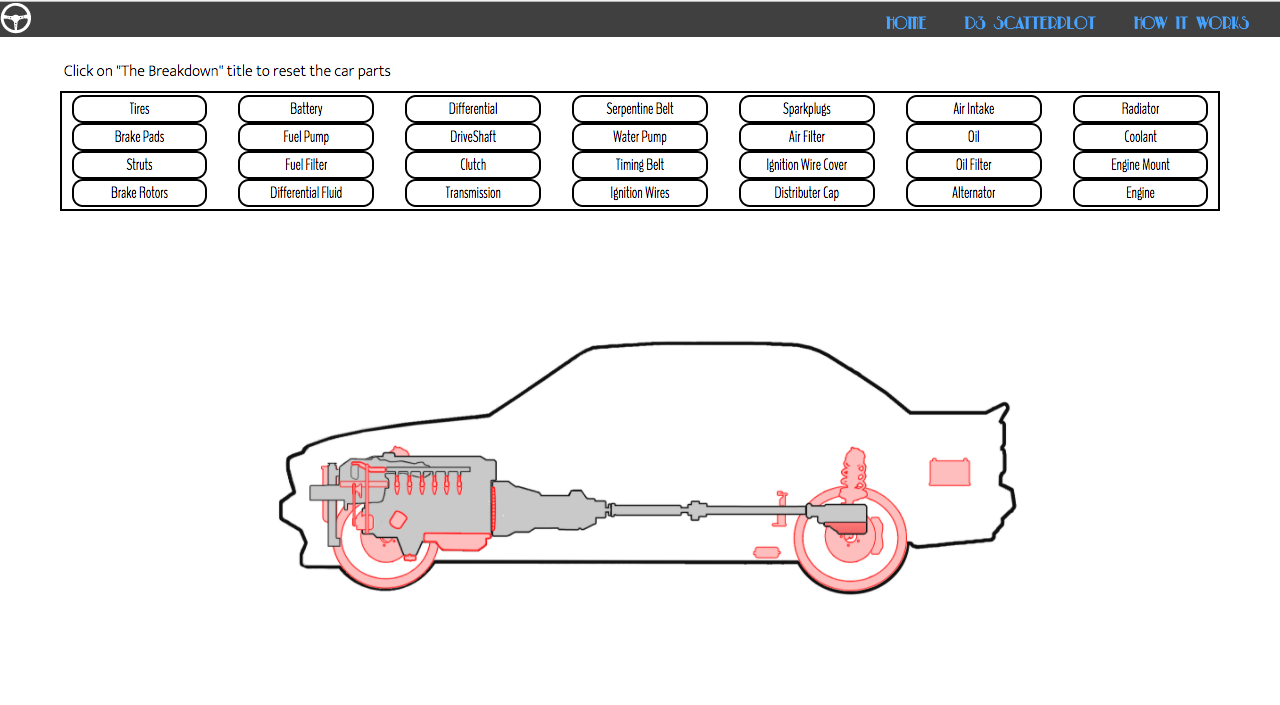 HOME D3 SCATTERPLOT HOW IT WORKS
Click on "The Breakdown" title to reset the car parts
Tires Battery Differential Serpentine Belt Sparkplugs Air Intake Radiator
Brake Pads Fuel Pump DriveShaft Water Pump Air Filter Oil Coolant
Struts Fuel Filter Clutch Timing Belt Ignition Wire Cover Oil Filter Engine Mount
Brake Rotors Differential Fluid Transmission Ignition Wires Distributer Cap Alternator Engine